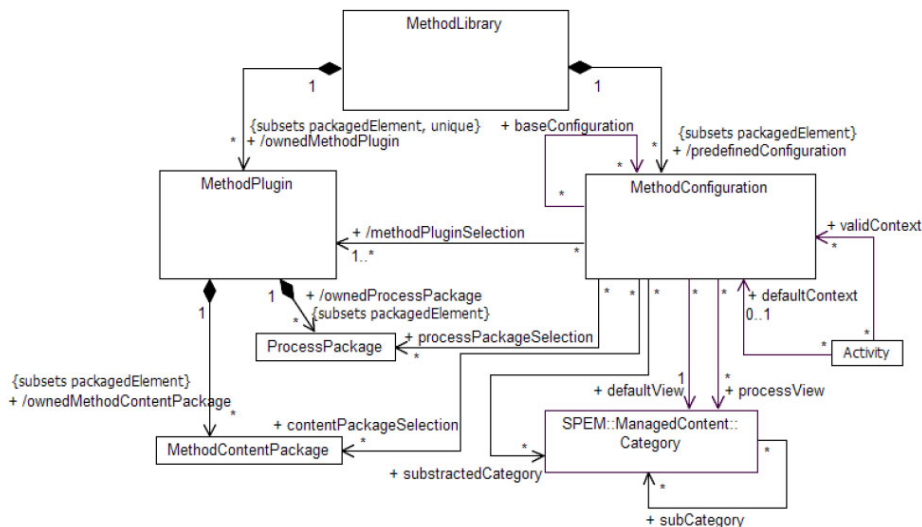 MethodLibrary
1
1
{subsets packagedElement, unique}
* + /ownedMethodPlugin
+ baseConfiguration
*
*
* {subsets packagedElement}
+ /predefinedConfiguration
MethodPlugin
MethodConfiguration
+ /methodPluginSelection
1..*
*
+ validContext
*
1
1
+ /ownedProcessPackage
* {subsets packagedElement}
* * * * *
+ defaultContext
0..1
*
*
ProcessPackage
+ processPackageSelection
*
Activity
{subsets packagedElement}
+ /ownedMethodContentPackage
*
+ defaultView
1
*
+ processView
+ contentPackageSelection
*
MethodContentPackage
SPEM::ManagedContent::
Category
*
+ substractedCategory
*
*
+ subCategory